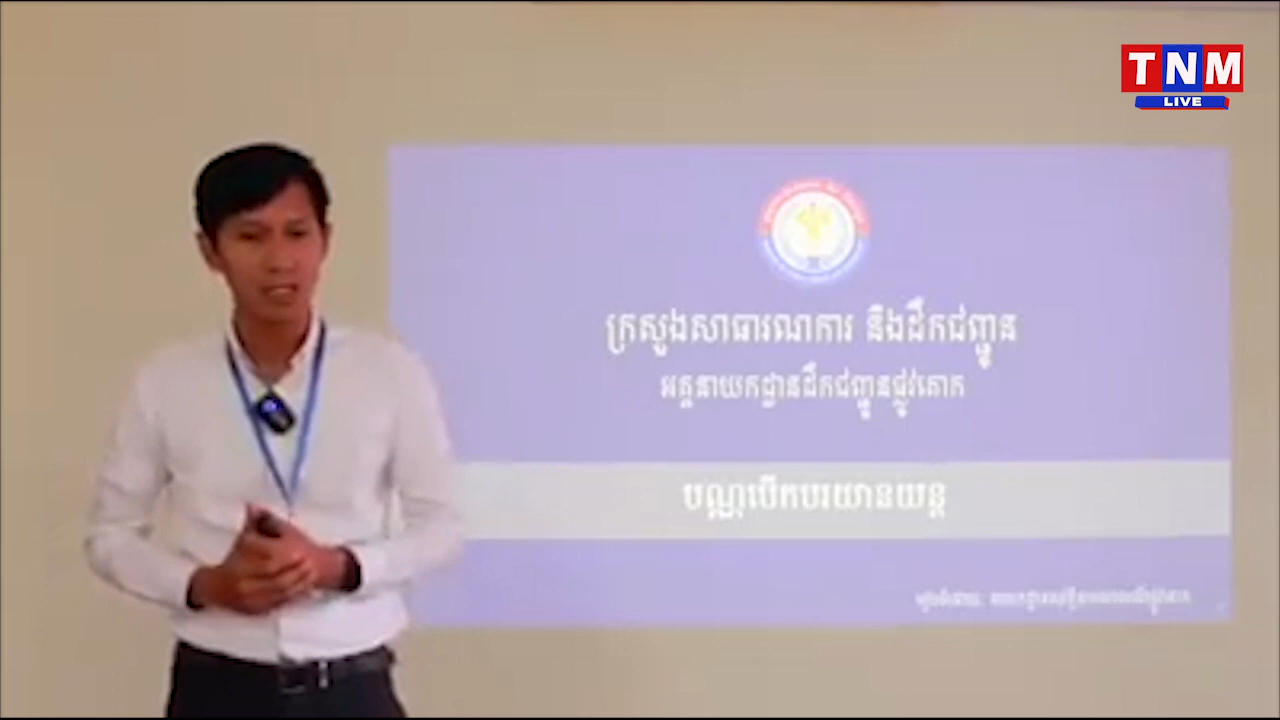 TNM
LIVE
ក្រសួងសាធារណការ និងដឹកជញ្ជូន
អគ្គនាយកដ្ឋានដឹកជញ្ជូនផ្លូវគោក
បណ្ណបើកបរយានយន្ត